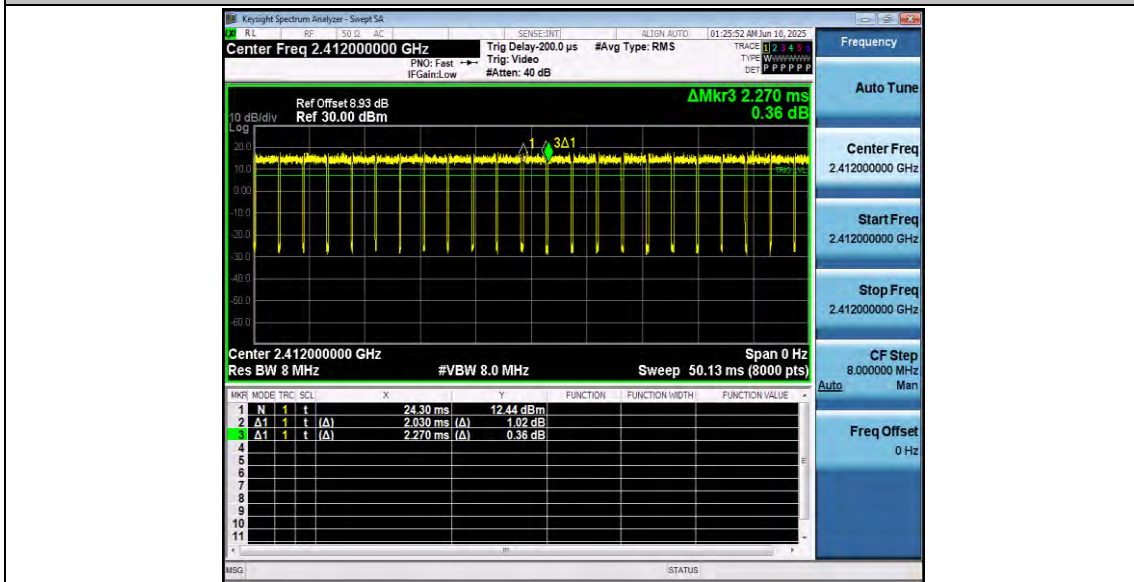 Keysight Spectrum Analyzer - Swept SA
RL RF 50 Ω AC SENSE:INT ALIGN AUTO 01:25:52 AM Jun 10, 2025
Center Freq 2.412000000 GHz
PNO: Fast
IFGain:Low
Trig Delay-200.0 µs
Trig: Video
#Atten: 40 dB
#Avg Type: RMS
TRACE 1 2 3 4 5 6
TYPE WWWWWW
DET P P P P P P
ΔMkr3 2.270 ms
0.36 dB
Ref Offset 8.93 dB
10 dB/div Ref 30.00 dBm
Log
20.0
10.0
0.00
-10.0
-20.0
-30.0
-40.0
-50.0
-60.0
1 3Δ1
TRIG LVL
Center 2.412000000 GHz Span 0 Hz
Res BW 8 MHz #VBW 8.0 MHz Sweep 50.13 ms (8000 pts)
MKR MODE TRC SCL X Y FUNCTION FUNCTION WIDTH FUNCTION VALUE
1 N 1 t 24.30 ms 12.44 dBm
2 Δ1 1 t (Δ) 2.030 ms (Δ) 1.02 dB
3 Δ1 1 t (Δ) 2.270 ms (Δ) 0.36 dB
4
5
6
7
8
9
10
11
MSG STATUS
Frequency
Auto Tune
Center Freq
2.412000000 GHz
Start Freq
2.412000000 GHz
Stop Freq
2.412000000 GHz
CF Step
8.000000 MHz
Auto Man
Freq Offset
0 Hz